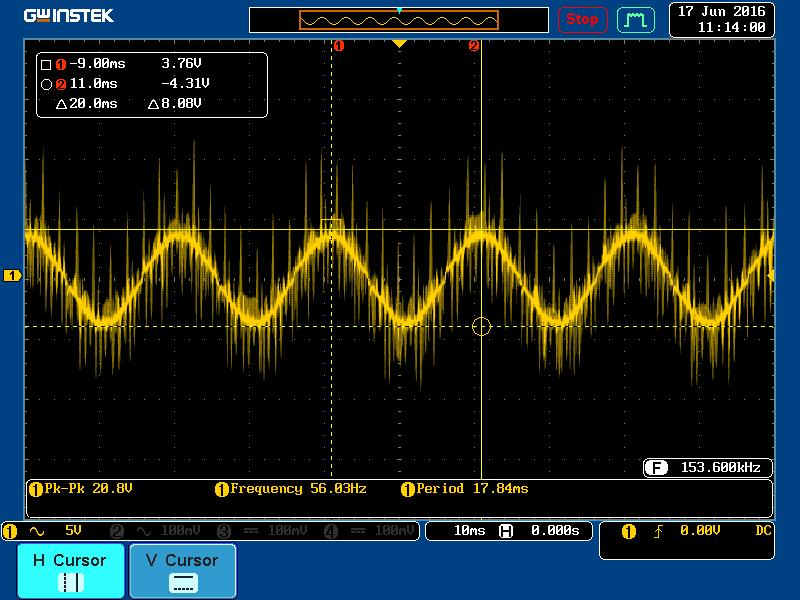 GWINSTEK
Stop
17 Jun 2016
11:14:00
1 -9.00ms 3.76V
2 11.0ms -4.31V
△20.0ms △8.08V
1 2
1
F 153.600kHz
1 Pk-Pk 20.8V 1 Frequency 56.03Hz 1 Period 17.84ms
1 5V 2 100mV 3 100mV 4 100mV 10ms H 0.000s 1 0.00V DC
H Cursor V Cursor